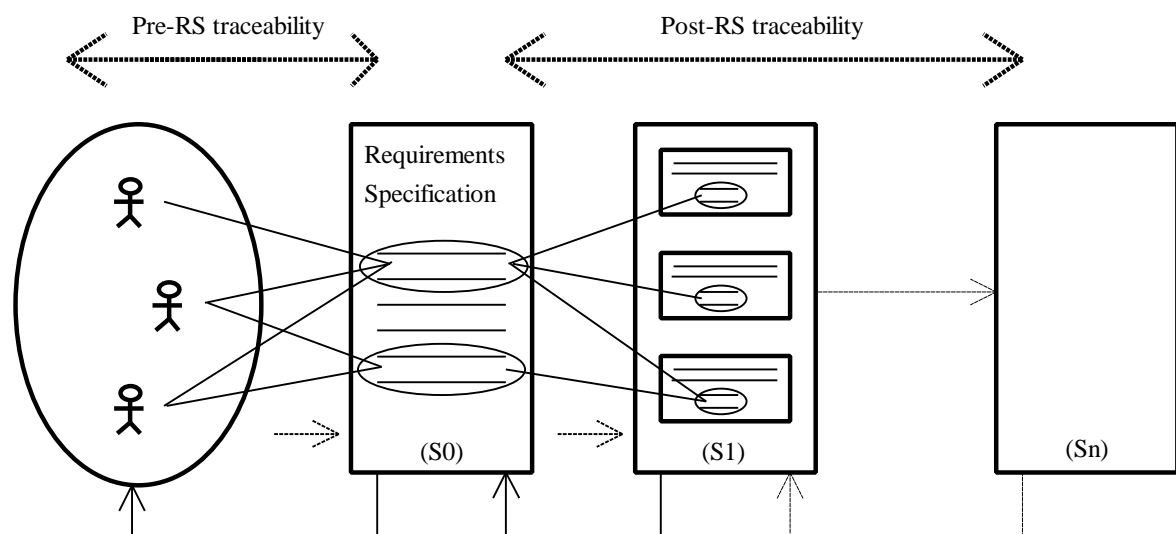 Pre-RS traceability
Post-RS traceability
Requirements
Specification
(S0)
(S1)
(Sn)